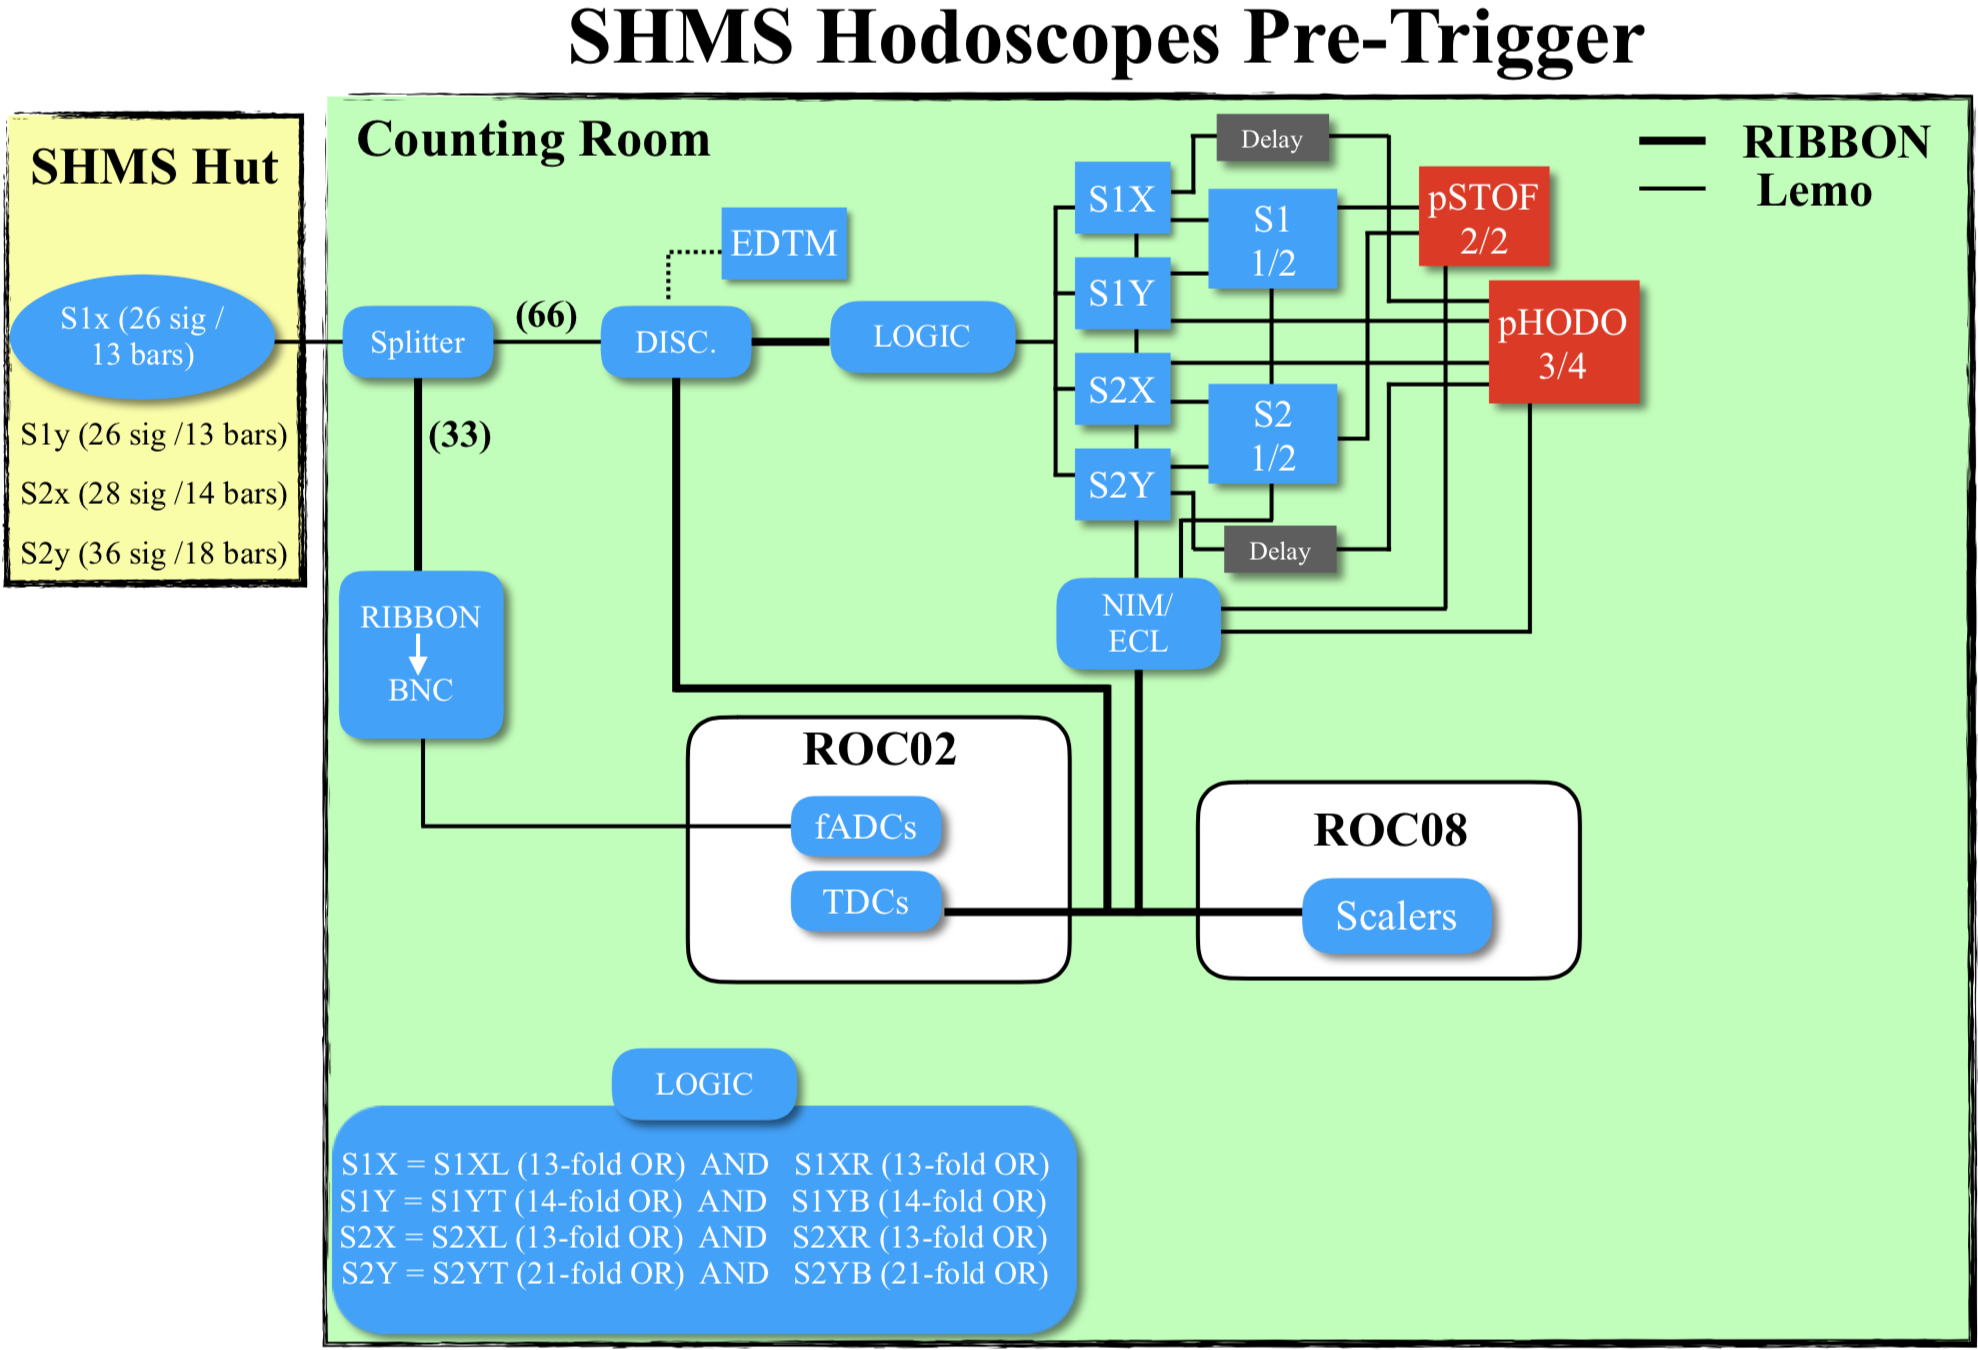 SHMS Hodoscopes Pre-Trigger
SHMS Hut
S1x (26 sig /
13 bars)
S1y (26 sig /13 bars)
S2x (28 sig /14 bars)
S2y (36 sig /18 bars)
Counting Room
RIBBON
Lemo
Splitter
(66)
(33)
EDTM
DISC.
LOGIC
S1X
S1Y
S2X
S2Y
Delay
S1
1/2
S2
1/2
Delay
pSTOF
2/2
pHODO
3/4
NIM/
ECL
RIBBON
BNC
ROC02
fADCs
TDCs
ROC08
Scalers
LOGIC
S1X = S1XL (13-fold OR) AND S1XR (13-fold OR)
S1Y = S1YT (14-fold OR) AND S1YB (14-fold OR)
S2X = S2XL (13-fold OR) AND S2XR (13-fold OR)
S2Y = S2YT (21-fold OR) AND S2YB (21-fold OR)